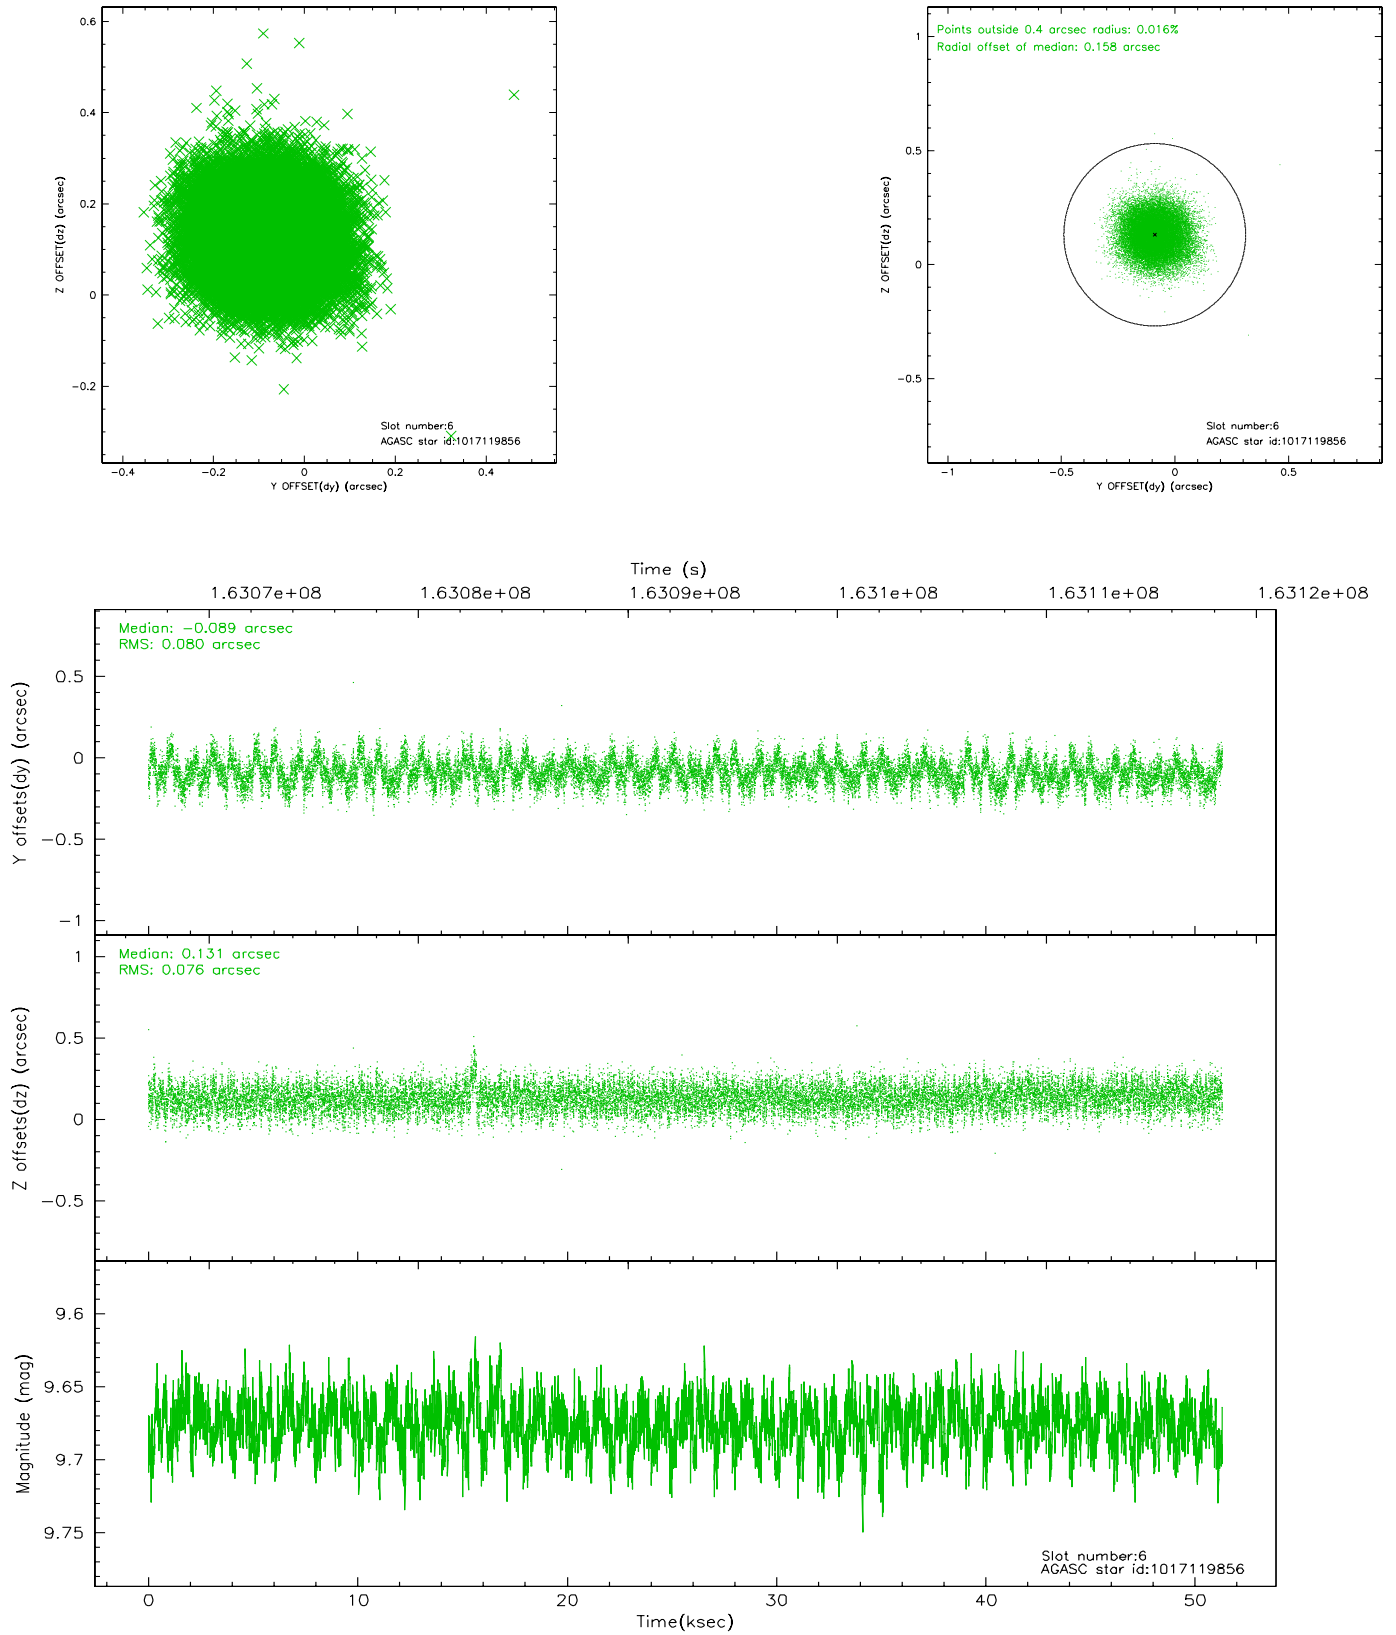 0.6
0.4
0.2
0
−0.2
Z OFFSET(dz) (arcsec)
Slot number:6
AGASC star id:1017119856
−0.4 −0.2 0 0.2 0.4
Y OFFSET(dy) (arcsec)
Points outside 0.4 arcsec radius: 0.016%
Radial offset of median: 0.158 arcsec
1
0.5
0
−0.5
Z OFFSET(dz) (arcsec)
Slot number:6
AGASC star id:1017119856
−1 −0.5 0 0.5 1
Y OFFSET(dy) (arcsec)
Time (s)
1.6307e+08 1.6308e+08 1.6309e+08 1.631e+08 1.6311e+08 1.6312e+08
Median: −0.089 arcsec
RMS: 0.080 arcsec
0.5
0
−0.5
−1
Y offsets(dy) (arcsec)
Median: 0.131 arcsec
RMS: 0.076 arcsec
1
0.5
0
−0.5
Z offsets(dz) (arcsec)
9.6
9.65
9.7
9.75
Magnitude (mag)
Slot number:6
AGASC star id:1017119856
0 10 20 30 40 50
Time(ksec)